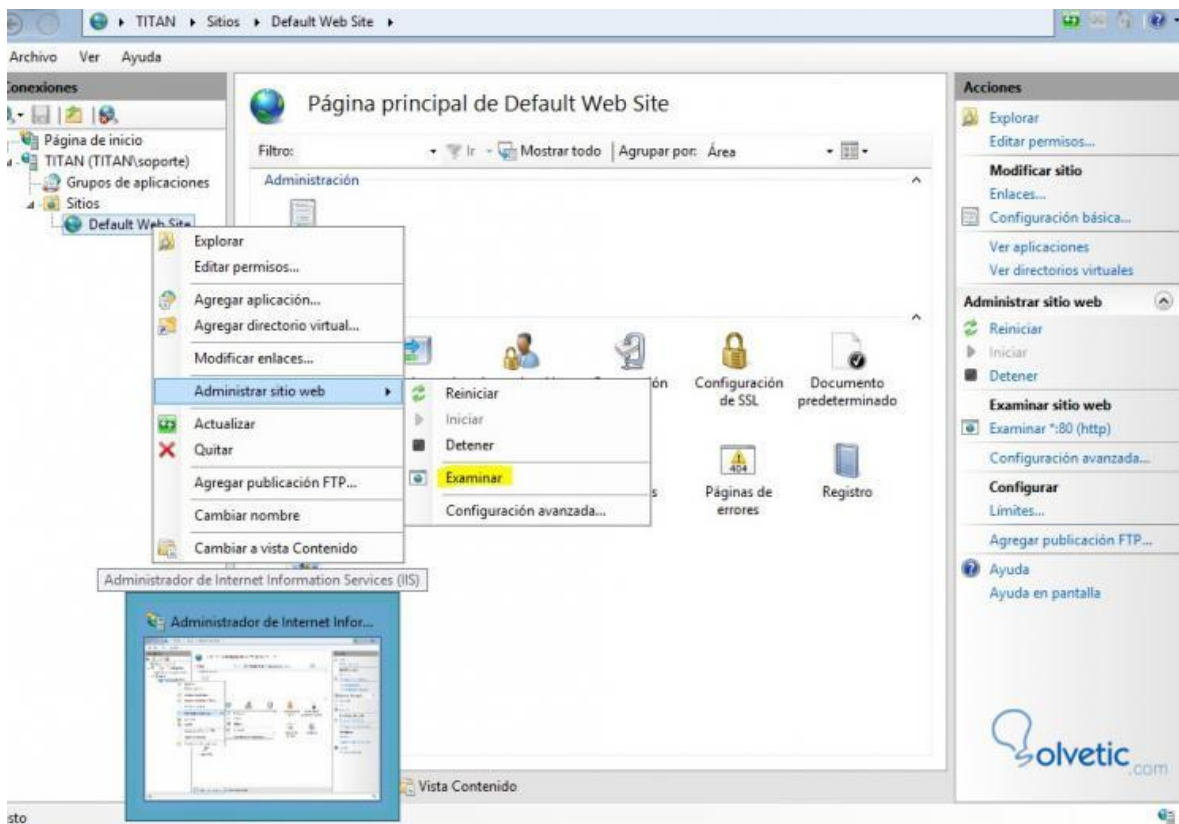 TITAN Sitios Default Web Site
Archivo Ver Ayuda
Conexiones
Página de inicio
TITAN (TITAN\soporte)
Grupos de aplicaciones
Sitios
Default Web Site
Página principal de Default Web Site
Filtro: Ir Mostrar todo Agrupar por: Área
Administración
Configuración de SSL
Documento predeterminado
404
Páginas de errores
Registro
Explorar
Editar permisos...
Agregar aplicación...
Agregar directorio virtual...
Modificar enlaces...
Administrar sitio web
Actualizar
Quitar
Agregar publicación FTP...
Cambiar nombre
Cambiar a vista Contenido
Reiniciar
Iniciar
Detener
Examinar
Configuración avanzada...
Administrador de Internet Information Services (IIS)
Administrador de Internet Infor...
Vista Contenido
Acciones
Explorar
Editar permisos...
Modificar sitio
Enlaces...
Configuración básica...
Ver aplicaciones
Ver directorios virtuales
Administrar sitio web
Reiniciar
Iniciar
Detener
Examinar sitio web
Examinar *:80 (http)
Configuración avanzada...
Configurar
Límites...
Agregar publicación FTP...
Ayuda
Ayuda en pantalla
Solvetic.com